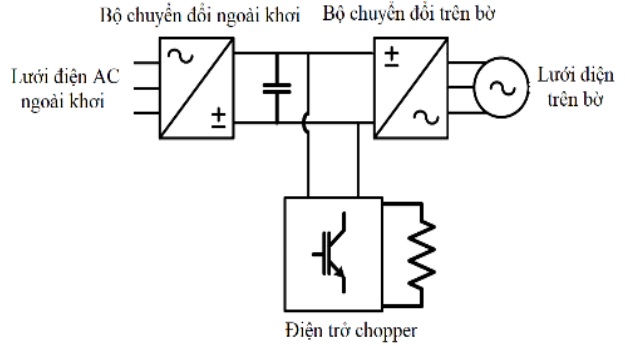 Bộ chuyển đổi ngoài khơi
Bộ chuyển đổi trên bờ
Lưới điện AC
ngoài khơi
Lưới điện
trên bờ
Điện trở chopper